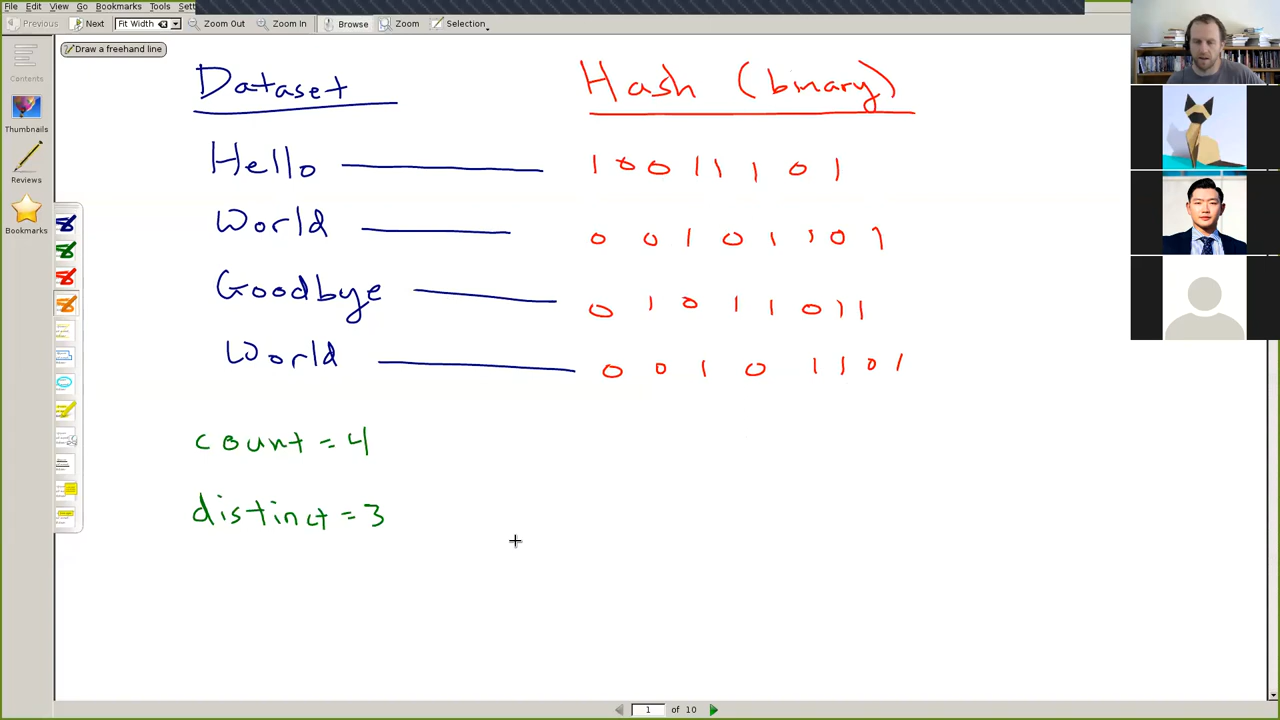 File Edit View Go Bookmarks Tools Sett
Previous Next Fit Width Zoom Out Zoom In Browse Zoom Selection
Draw a freehand line
Contents
Thumbnails
Reviews
Bookmarks
Dataset Hash (binary)
Hello 1 0 0 1 1 1 0 1
World 0 0 1 0 1 1 0 1
Goodbye 0 1 0 1 1 0 1 1
World 0 0 1 0 1 1 0 1
count = 4
distinct = 3
1 of 10